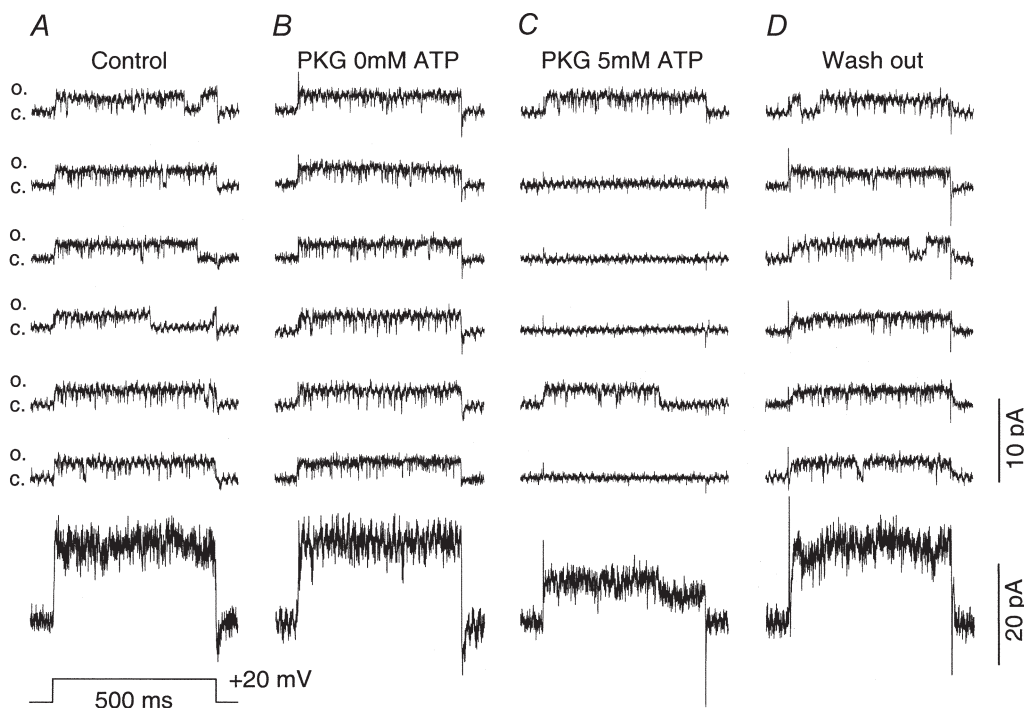 A B C D
Control PKG 0mM ATP PKG 5mM ATP Wash out
o.
c.
o.
c.
o.
c.
o.
c.
o.
c.
10 pA
o.
c.
20 pA
+20 mV
500 ms